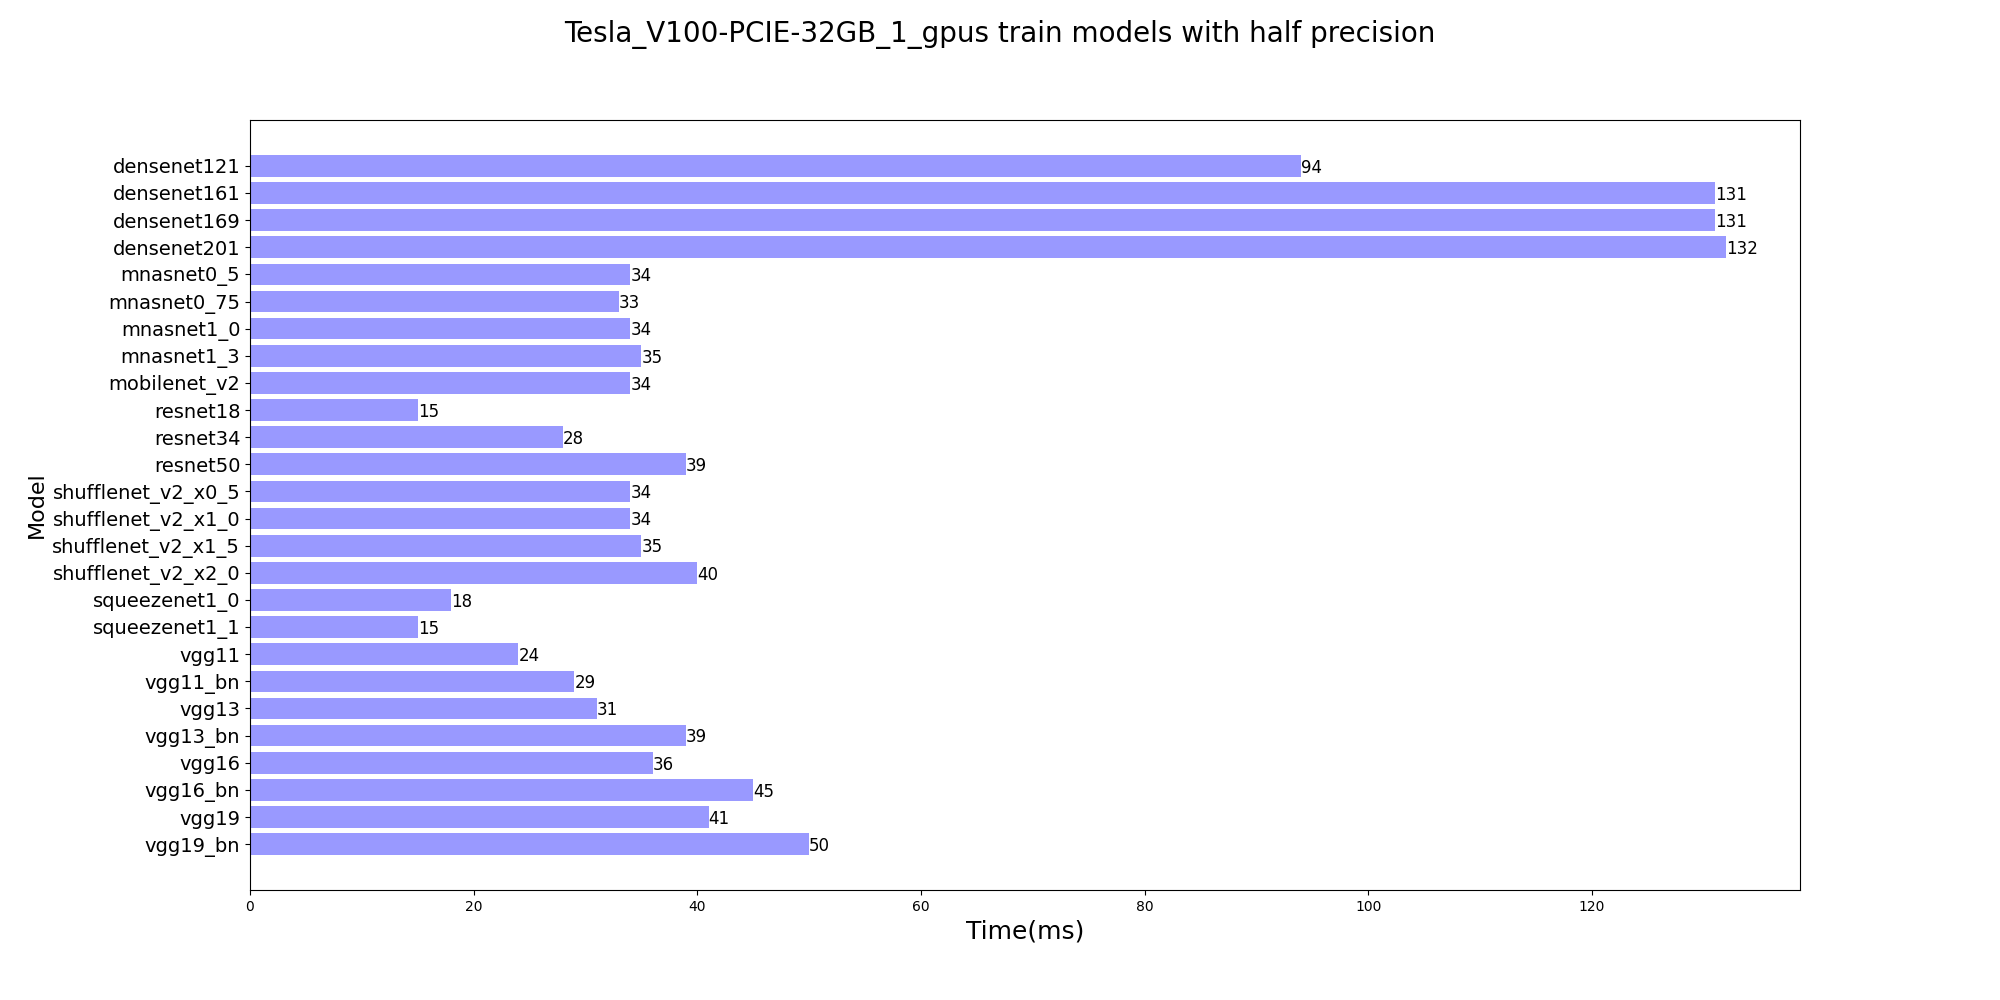 Tesla_V100-PCIE-32GB_1_gpus train models with half precision
Model
densenet121 94
densenet161 131
densenet169 131
densenet201 132
mnasnet0_5 34
mnasnet0_75 33
mnasnet1_0 34
mnasnet1_3 35
mobilenet_v2 34
resnet18 15
resnet34 28
resnet50 39
shufflenet_v2_x0_5 34
shufflenet_v2_x1_0 34
shufflenet_v2_x1_5 35
shufflenet_v2_x2_0 40
squeezenet1_0 18
squeezenet1_1 15
vgg11 24
vgg11_bn 29
vgg13 31
vgg13_bn 39
vgg16 36
vgg16_bn 45
vgg19 41
vgg19_bn 50
0 20 40 60 80 100 120
Time(ms)